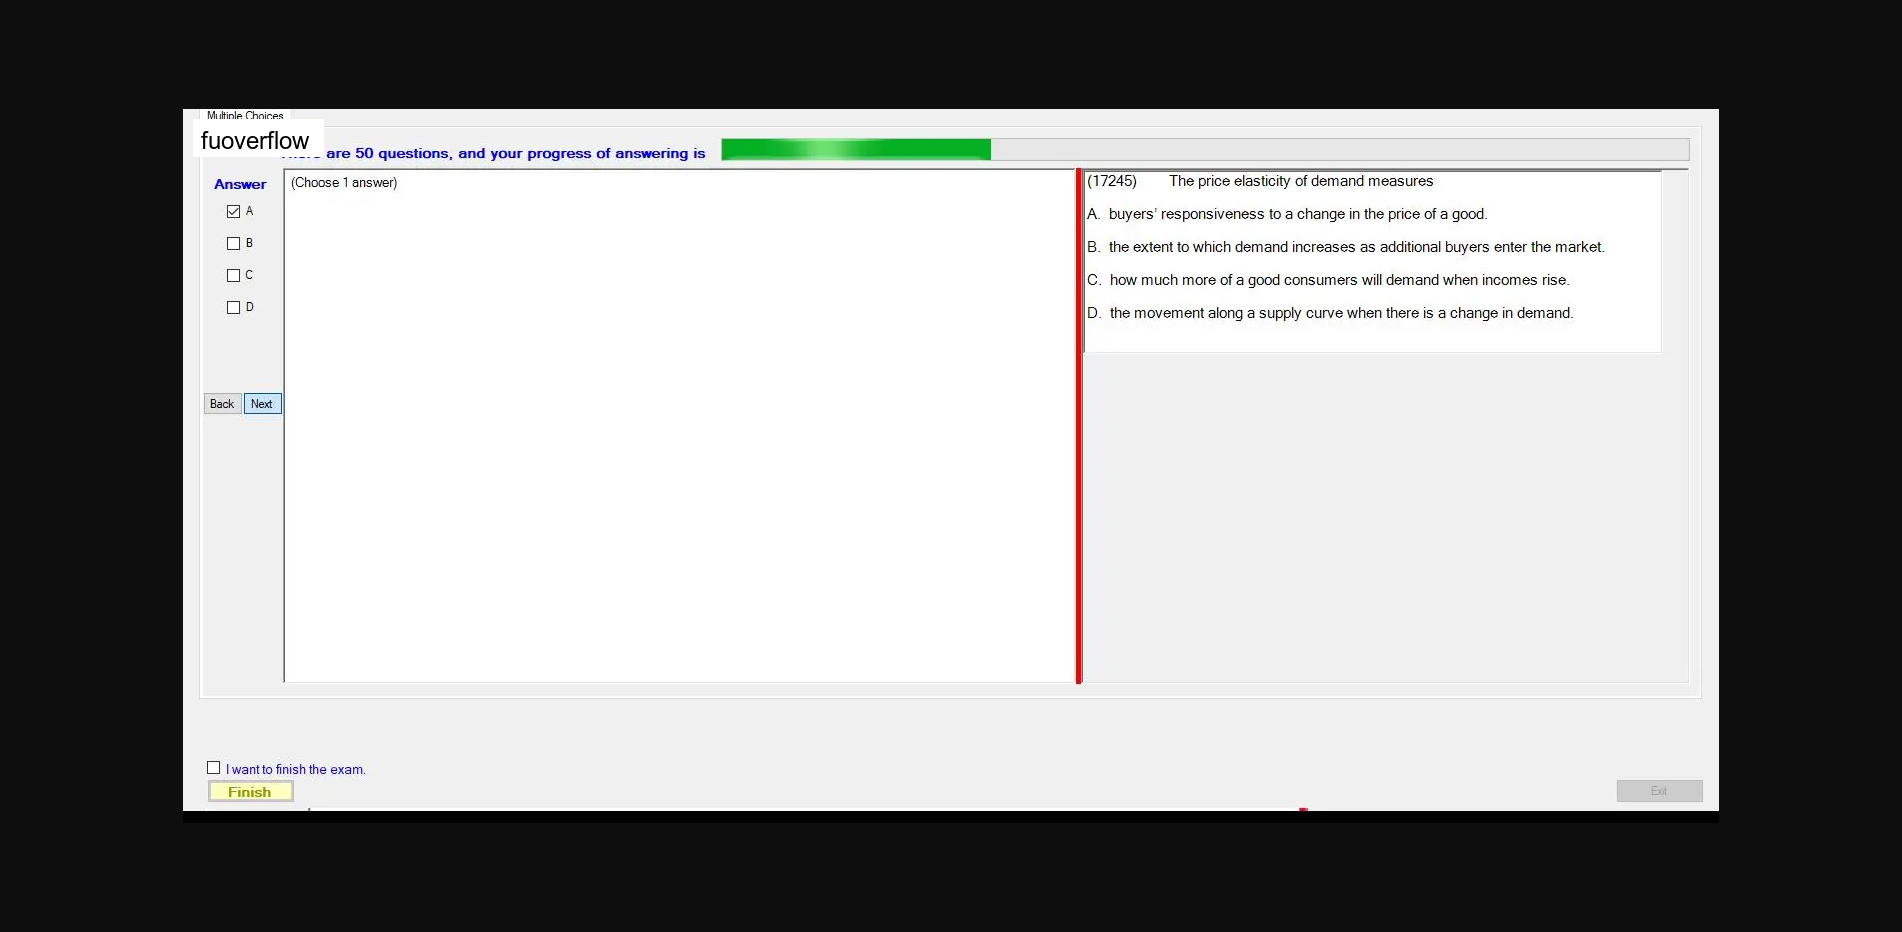 Multiple Choices
fuoverflow
are 50 questions, and your progress of answering is
Answer
A
B
C
D
Back Next
(Choose 1 answer)
(17245) The price elasticity of demand measures
A. buyers’ responsiveness to a change in the price of a good.
B. the extent to which demand increases as additional buyers enter the market.
C. how much more of a good consumers will demand when incomes rise.
D. the movement along a supply curve when there is a change in demand.
I want to finish the exam.
Finish
Exit